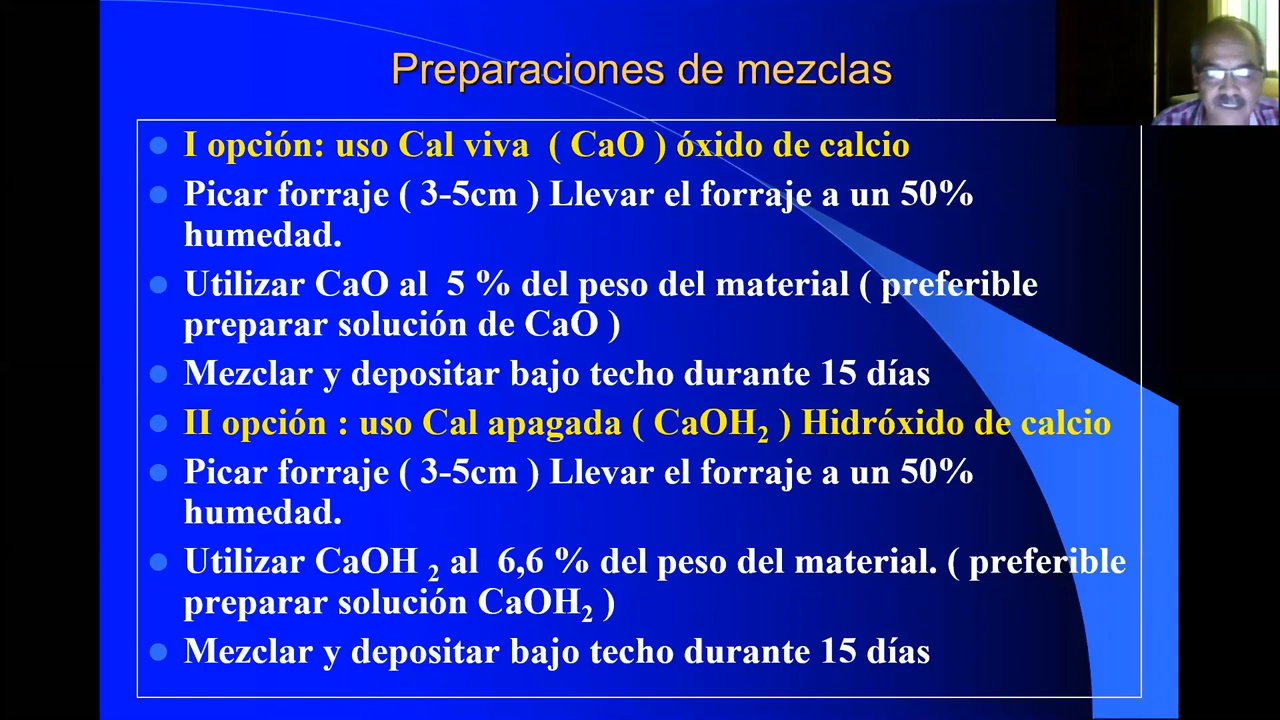 Preparaciones de mezclas
I opción: uso Cal viva ( CaO ) óxido de calcio
Picar forraje ( 3-5cm ) Llevar el forraje a un 50%
humedad.
Utilizar CaO al 5 % del peso del material ( preferible
preparar solución de CaO )
Mezclar y depositar bajo techo durante 15 días
II opción : uso Cal apagada ( CaOH₂ ) Hidróxido de calcio
Picar forraje ( 3-5cm ) Llevar el forraje a un 50%
humedad.
Utilizar CaOH ₂ al 6,6 % del peso del material. ( preferible
preparar solución CaOH₂ )
Mezclar y depositar bajo techo durante 15 días